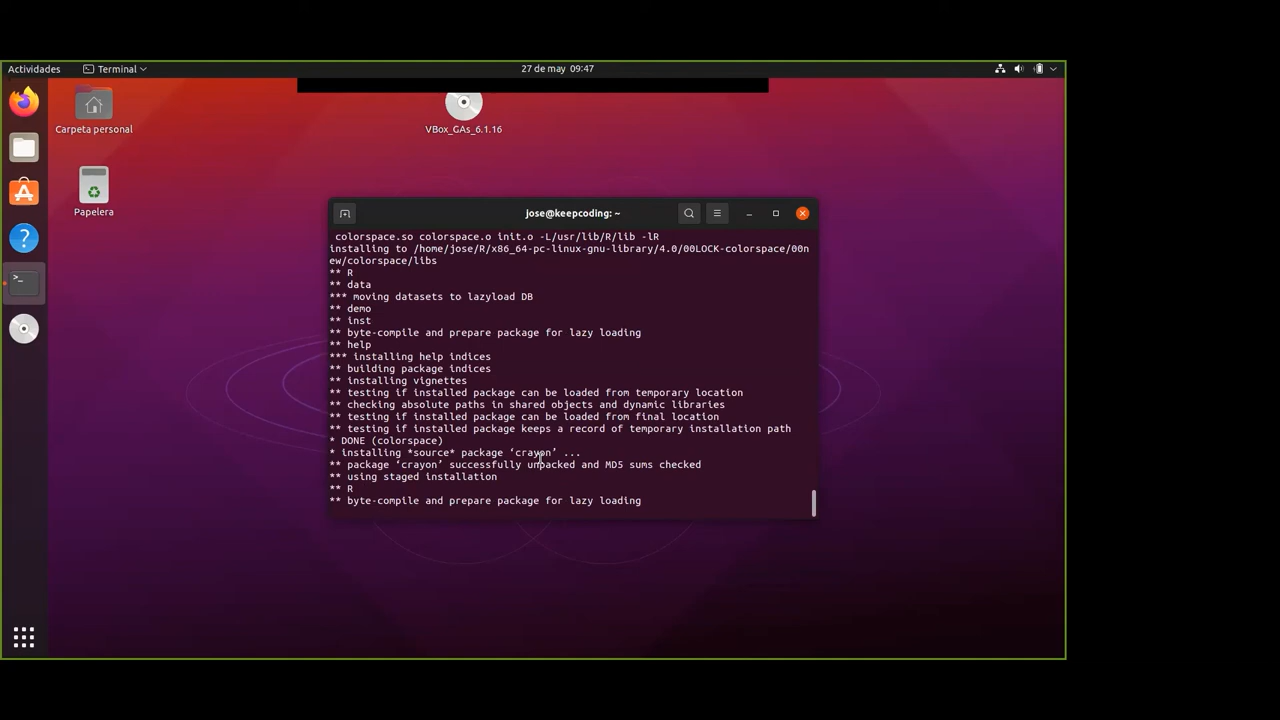 Actividades Terminal 27 de may 09:47
Carpeta personal
VBox_GAs_6.1.16
Papelera
jose@keepcoding: ~
colorspace.so colorspace.o init.o -L/usr/lib/R/lib -lR
installing to /home/jose/R/x86_64-pc-linux-gnu-library/4.0/00LOCK-colorspace/00n
ew/colorspace/libs
** R
** data
*** moving datasets to lazyload DB
** demo
** inst
** byte-compile and prepare package for lazy loading
** help
*** installing help indices
** building package indices
** installing vignettes
** testing if installed package can be loaded from temporary location
** checking absolute paths in shared objects and dynamic libraries
** testing if installed package can be loaded from final location
** testing if installed package keeps a record of temporary installation path
* DONE (colorspace)
* installing *source* package ‘crayon’ ...
** package ‘crayon’ successfully unpacked and MD5 sums checked
** using staged installation
** R
** byte-compile and prepare package for lazy loading